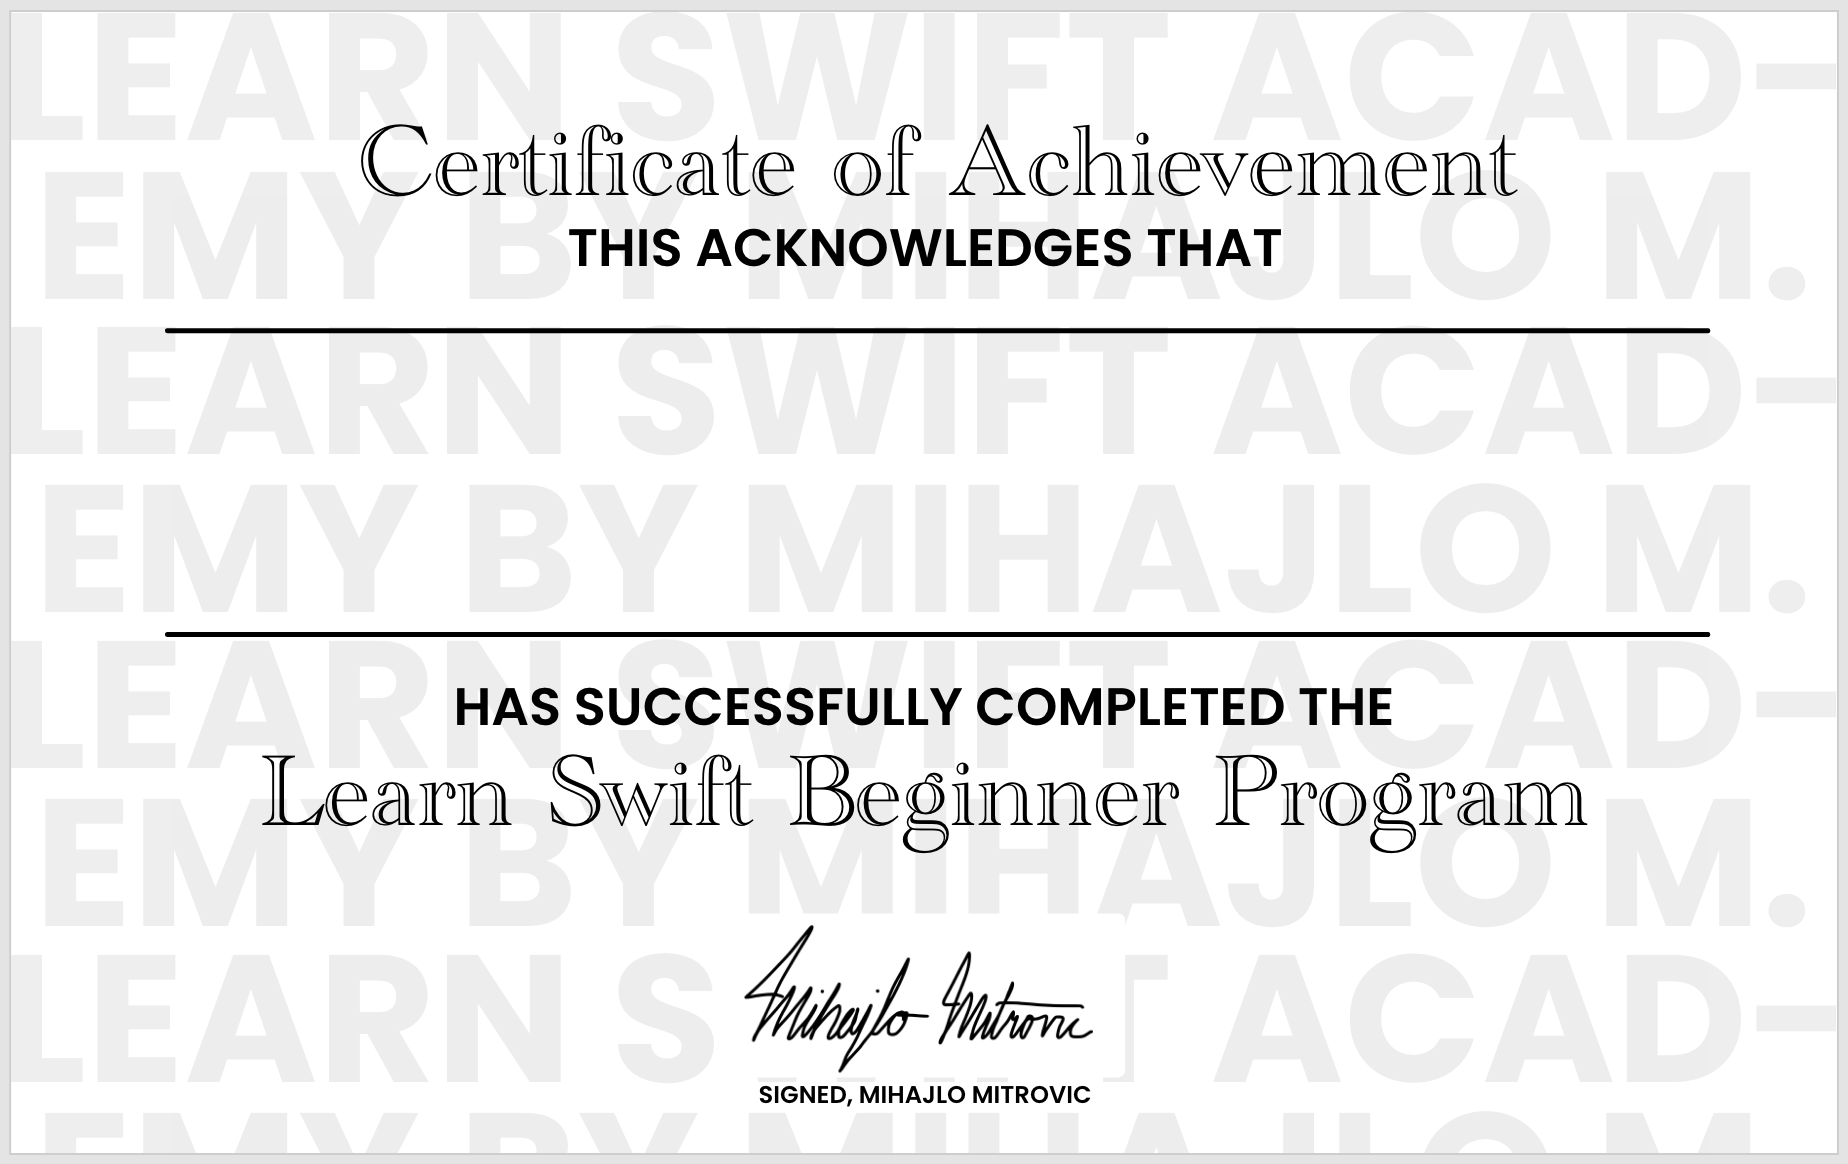 LEARN SWIFT ACAD-
Certificate of Achievement
EMY BY MIHAJLO M.
THIS ACKNOWLEDGES THAT
LEARN SWIFT ACAD-
EMY BY MIHAJLO M.
LEARN SWIFT ACAD-
HAS SUCCESSFULLY COMPLETED THE
Learn Swift Beginner Program
EMY BY MIHAJLO M.
LEARN S T ACAD-
Mihajlo Mitrovic
SIGNED, MIHAJLO MITROVIC
EMY BY MIHAJLO M.